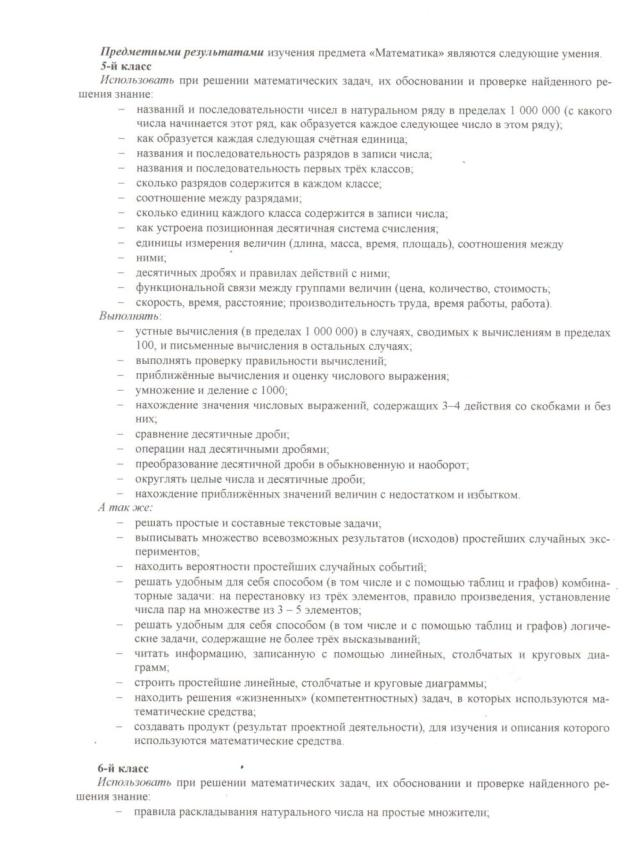 Предметными результатами изучения предмета «Математика» являются следующие умения.
5-й класс
Использовать при решении математических задач, их обосновании и проверке найденного ре-
шения знание:
– названий и последовательности чисел в натуральном ряду в пределах 1 000 000 (с какого
числа начинается этот ряд, как образуется каждое следующее число в этом ряду);
– как образуется каждая следующая счётная единица;
– названия и последовательность разрядов в записи числа;
– названия и последовательность первых трёх классов;
– сколько разрядов содержится в каждом классе;
– соотношение между разрядами;
– сколько единиц каждого класса содержится в записи числа;
– как устроена позиционная десятичная система счисления;
– единицы измерения величин (длина, масса, время, площадь), соотношения между
– ними;
– десятичных дробях и правилах действий с ними;
– функциональной связи между группами величин (цена, количество, стоимость;
– скорость, время, расстояние; производительность труда, время работы, работа).
Выполнять:
– устные вычисления (в пределах 1 000 000) в случаях, сводимых к вычислениям в пределах
100, и письменные вычисления в остальных случаях;
– выполнять проверку правильности вычислений;
– приближённые вычисления и оценку числового выражения;
– умножение и деление с 1000;
– нахождение значения числовых выражений, содержащих 3–4 действия со скобками и без
них;
– сравнение десятичные дроби;
– операции над десятичными дробями;
– преобразование десятичной дроби в обыкновенную и наоборот;
– округлять целые числа и десятичные дроби;
– нахождение приближённых значений величин с недостатком и избытком.
А так же:
– решать простые и составные текстовые задачи;
– выписывать множество всевозможных результатов (исходов) простейших случайных экс-
периментов;
– находить вероятности простейших случайных событий;
– решать удобным для себя способом (в том числе и с помощью таблиц и графов) комбина-
торные задачи: на перестановку из трёх элементов, правило произведения, установление
числа пар на множестве из 3 – 5 элементов;
– решать удобным для себя способом (в том числе и с помощью таблиц и графов) логиче-
ские задачи, содержащие не более трёх высказываний;
– читать информацию, записанную с помощью линейных, столбчатых и круговых диа-
грамм;
– строить простейшие линейные, столбчатые и круговые диаграммы;
– находить решения «жизненных» (компетентностных) задач, в которых используются ма-
тематические средства;
– создавать продукт (результат проектной деятельности), для изучения и описания которого
используются математические средства.
6-й класс
Использовать при решении математических задач, их обосновании и проверке найденного ре-
шения знание:
– правила раскладывания натурального числа на простые множители;